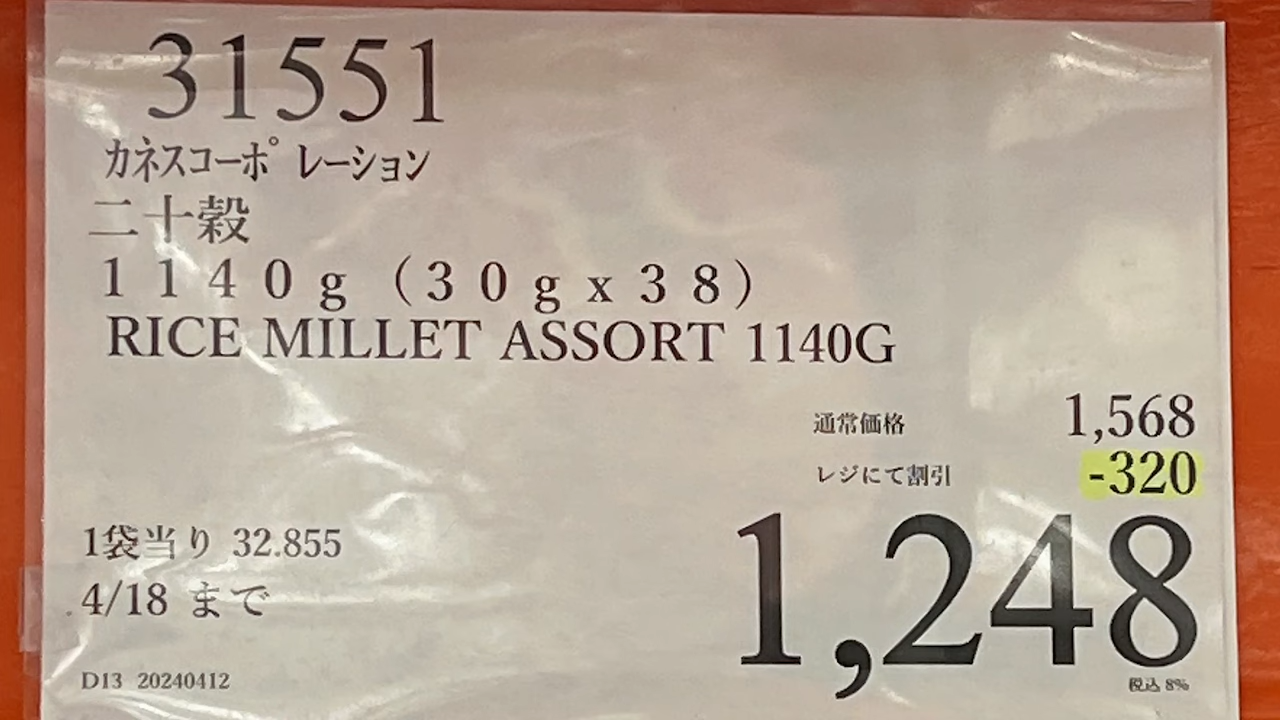 31551
カネスコーポレーション
二十穀
1140g（30gx38）
RICE MILLET ASSORT 1140G
通常価格 1,568
レジにて割引 -320
1,248
税込 8%
1袋当り 32.855
4/18 まで
D13 20240412